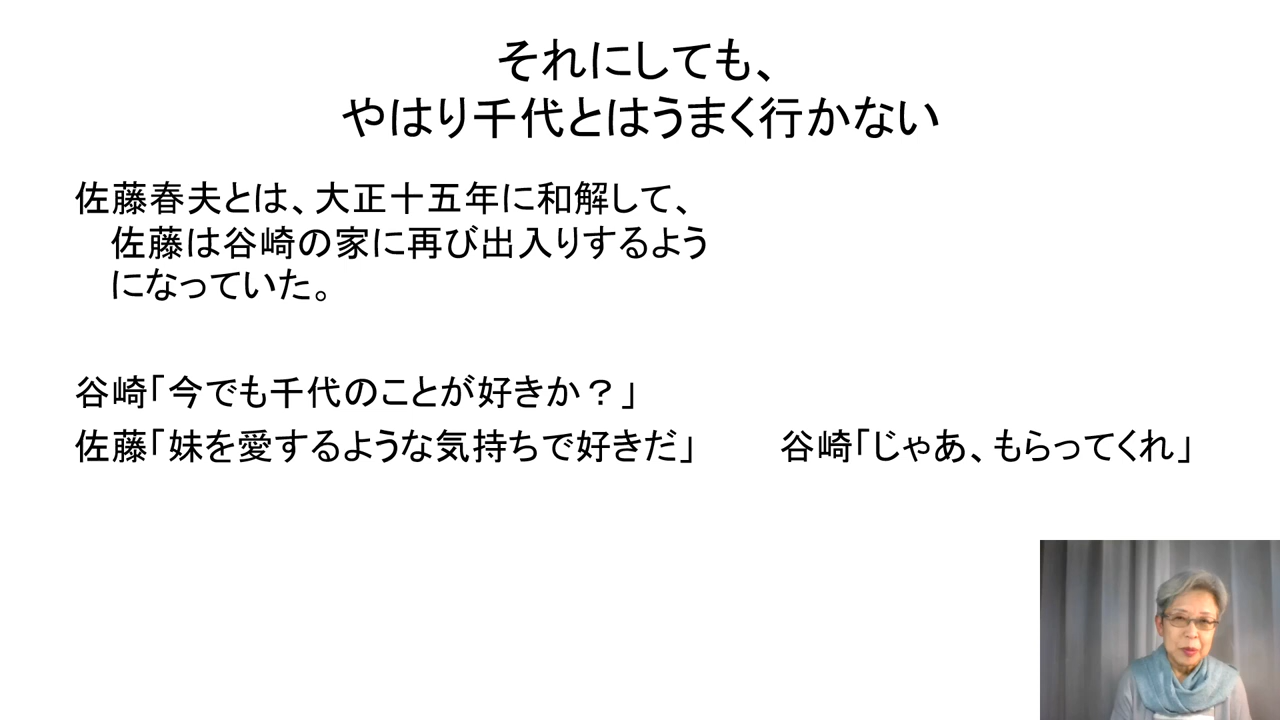 それにしても、
やはり千代とはうまく行かない
佐藤春夫とは、大正十五年に和解して、
佐藤は谷崎の家に再び出入りするよう
になっていた。
谷崎「今でも千代のことが好きか？」
佐藤「妹を愛するような気持ちで好きだ」 谷崎「じゃあ、もらってくれ」